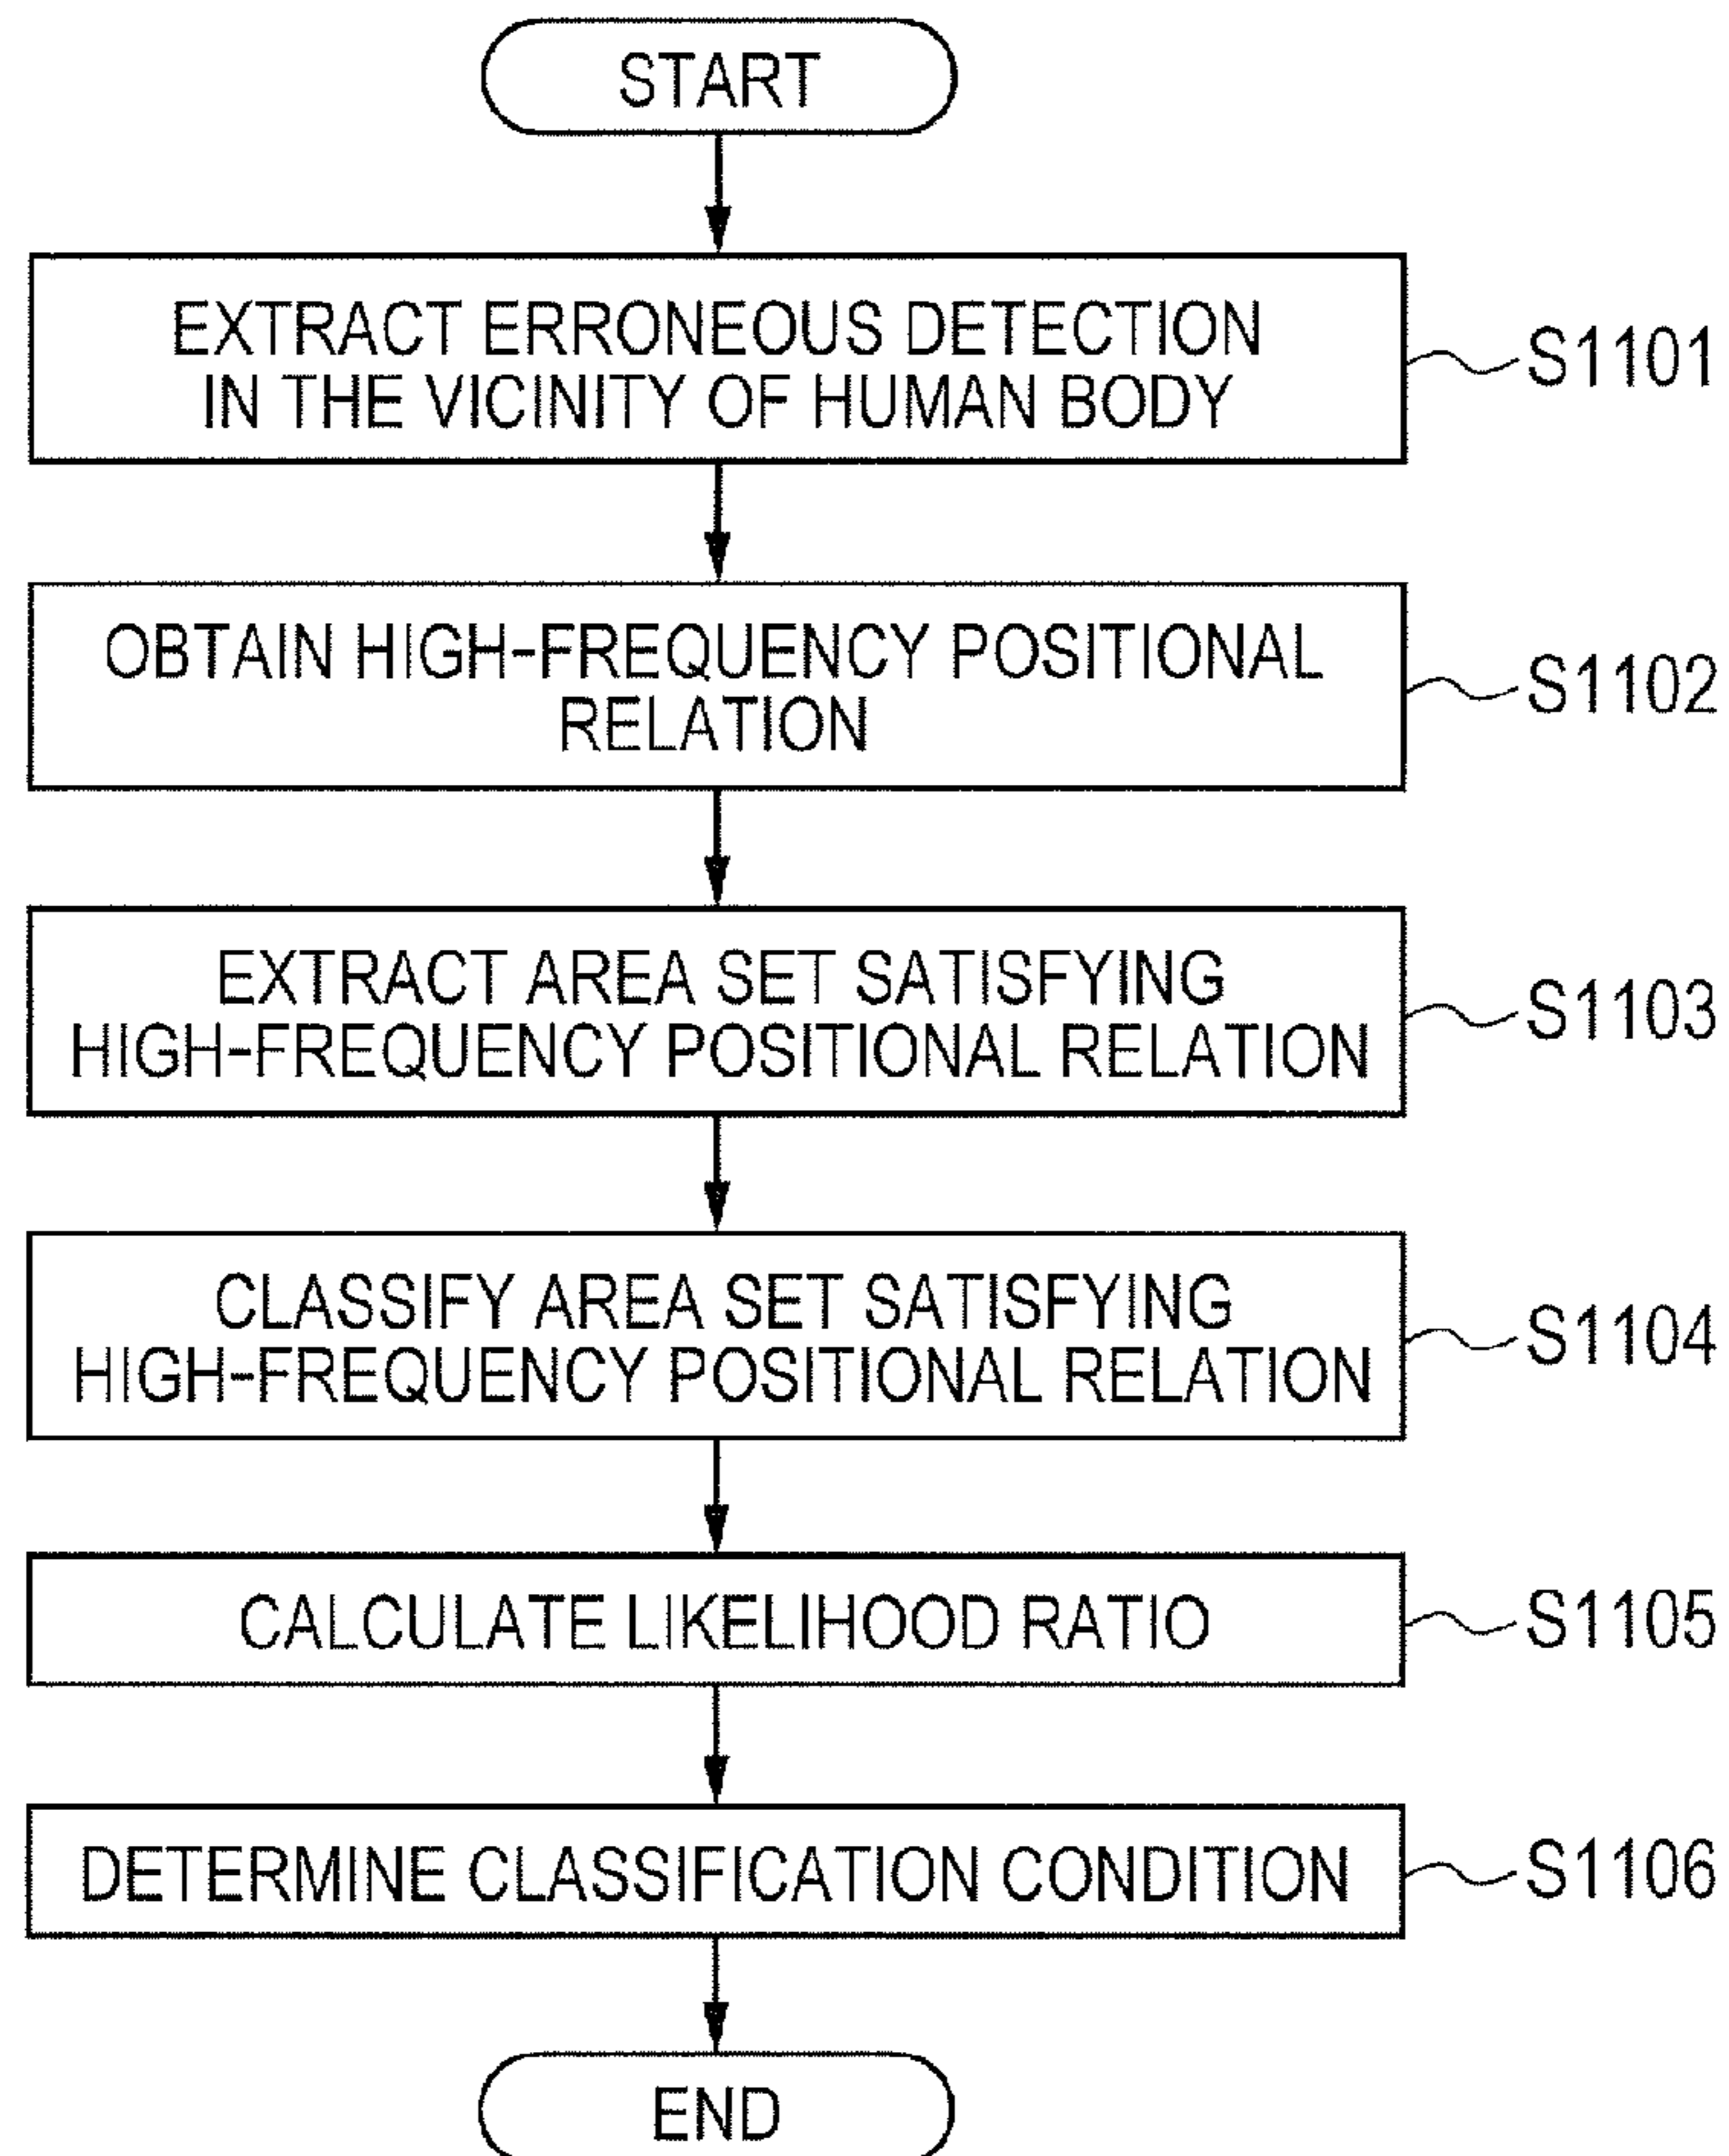 START
EXTRACT ERRONEOUS DETECTION
IN THE VICINITY OF HUMAN BODY
S1101
OBTAIN HIGH-FREQUENCY POSITIONAL
RELATION
S1102
EXTRACT AREA SET SATISFYING
HIGH-FREQUENCY POSITIONAL RELATION
S1103
CLASSIFY AREA SET SATISFYING
HIGH-FREQUENCY POSITIONAL RELATION
S1104
CALCULATE LIKELIHOOD RATIO
S1105
DETERMINE CLASSIFICATION CONDITION
S1106
END